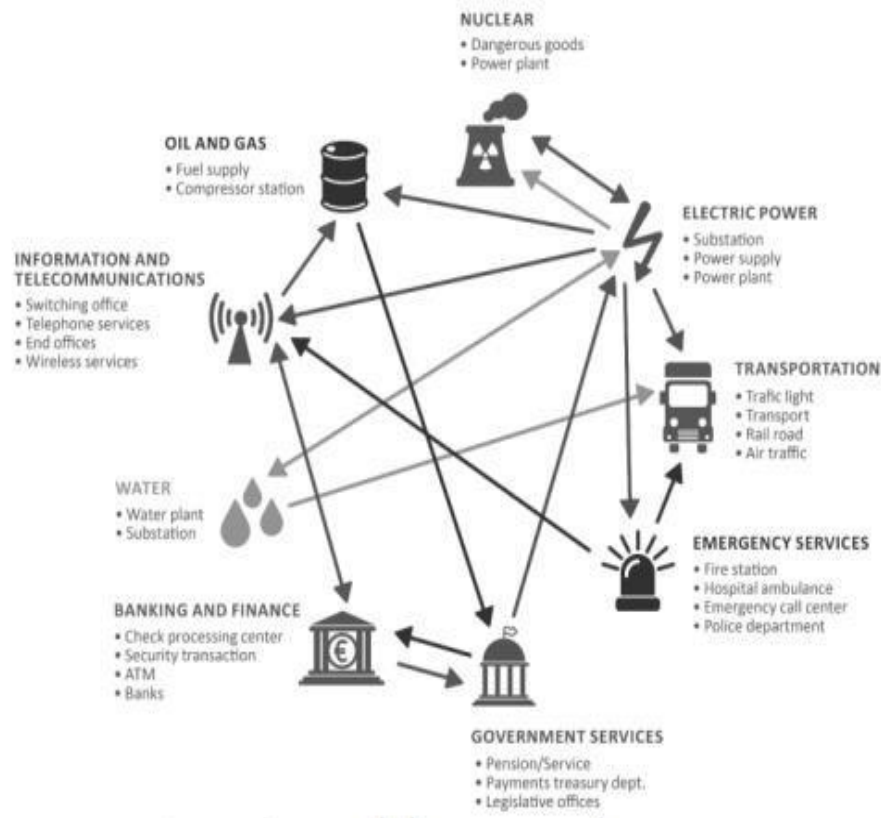 NUCLEAR
• Dangerous goods
• Power plant
OIL AND GAS
• Fuel supply
• Compressor station
ELECTRIC POWER
• Substation
• Power supply
• Power plant
INFORMATION AND
TELECOMMUNICATIONS
• Switching office
• Telephone services
• End offices
• Wireless services
TRANSPORTATION
• Trafic light
• Transport
• Rail road
• Air traffic
WATER
• Water plant
• Substation
EMERGENCY SERVICES
• Fire station
• Hospital ambulance
• Emergency call center
• Police department
BANKING AND FINANCE
• Check processing center
• Security transaction
• ATM
• Banks
€
GOVERNMENT SERVICES
• Pension/Service
• Payments treasury dept.
• Legislative offices